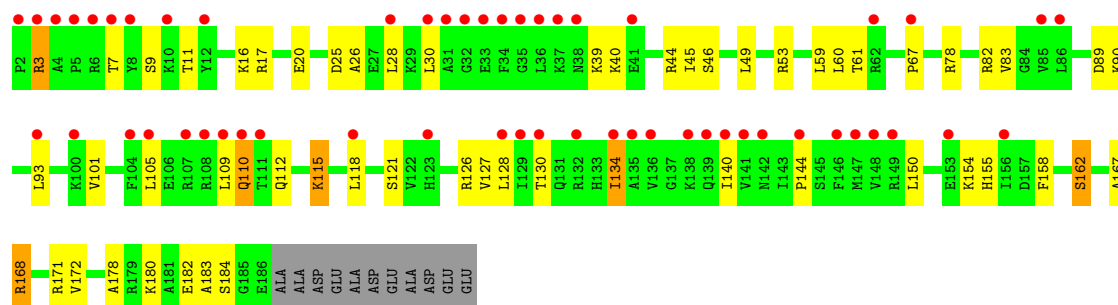 P2 R3 A4 P5 R6 T7 Y8 S9 K10 T11 Y12 K16 R17 E20 D25 A26 E27 L28 K29 L30 A31 G32 E33 F34 G35 L36 K37 N38 K39 K40 E41 R44 I45 S46 L49 R53 L59 L60 T61 R62 P67 R78 R82 V83 G84 V85 L86 D89 K90
L93 K100 V101 F104 L105 E106 R107 R108 L109 Q110 T111 Q112 K115 L118 S121 V122 H123 R126 V127 L128 I129 T130 Q131 R132 H133 I134 A135 V136 G137 K138 Q139 I140 V141 N142 I143 P144 S145 F146 M147 V148 R149 L150 E153 K154 H155 I156 D157 F158 S162 A167
R168 R171 V172 A178 R179 K180 A181 E182 A183 S184 G185 E186 ALA ALA ASP GLU ALA ASP GLU ALA ASP GLU GLU